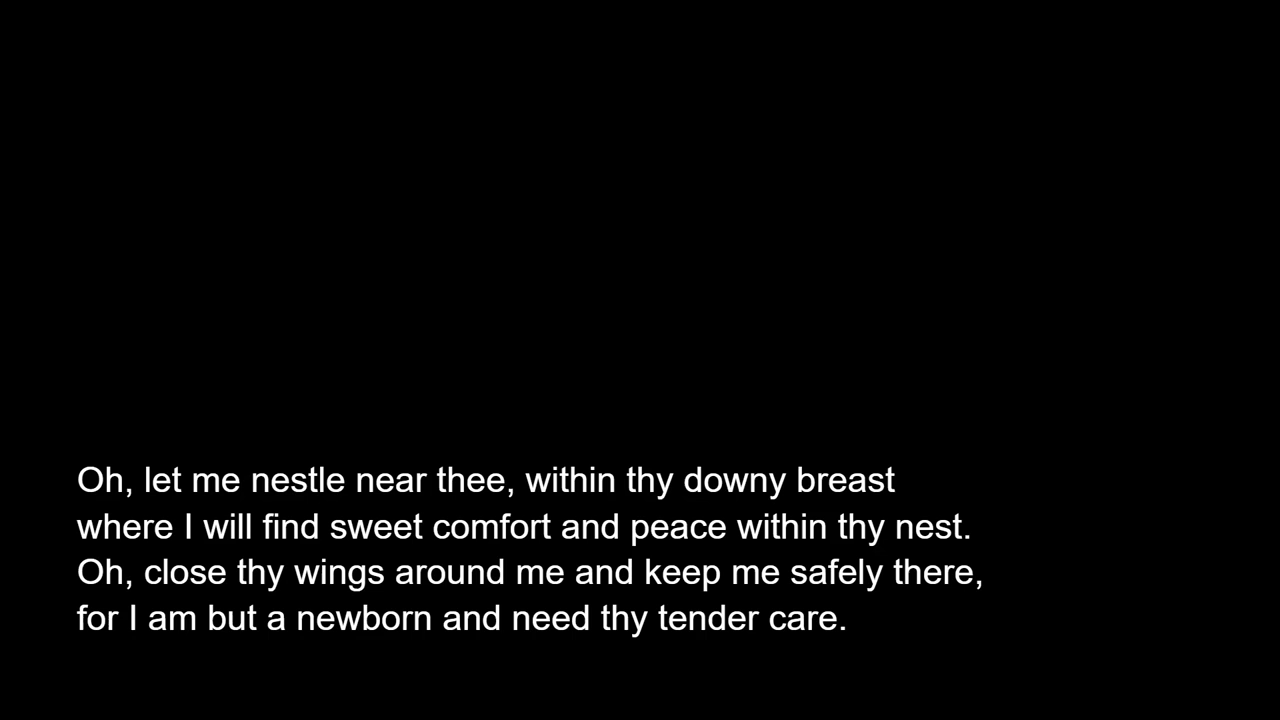 Oh, let me nestle near thee, within thy downy breast
where I will find sweet comfort and peace within thy nest.
Oh, close thy wings around me and keep me safely there,
for I am but a newborn and need thy tender care.